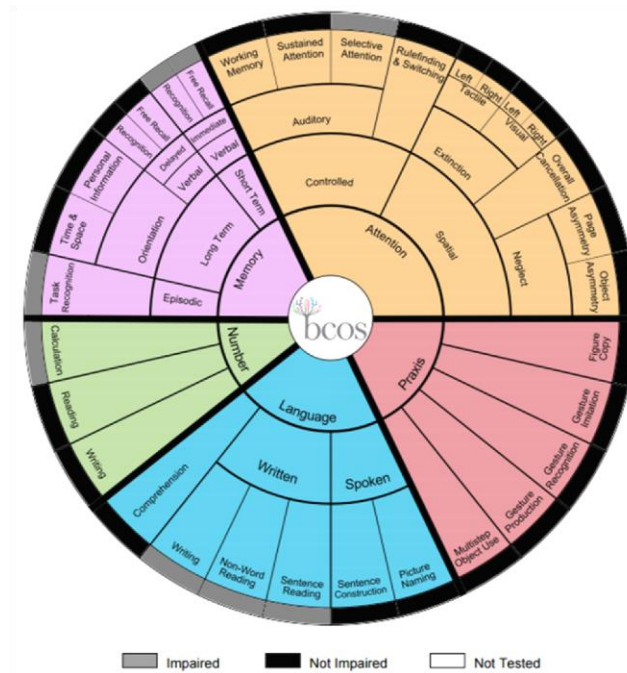 Working
Memory
Sustained
Attention
Selective
Attention
Rulefinding
& Switching
Left
Right
Tactile
Left
Right
Visual
Extinction
Overall
Cancellation
Page
Asymmetry
Object
Asymmetry
Neglect
Auditory
Controlled
Spatial
Attention
Free Recall
Recognition
Immediate
Verbal
Short Term
Free Recall
Recognition
Delayed
Verbal
Personal
Information
Time &
Space
Orientation
Long Term
Task
Recognition
Episodic
Memory
bcos
Number
Calculation
Reading
Writing
Language
Comprehension
Written
Writing
Non-Word
Reading
Sentence
Reading
Spoken
Sentence
Construction
Picture
Naming
Praxis
Figure
Copy
Gesture
Imitation
Gesture
Recognition
Gesture
Production
Multistep
Object Use
Impaired
Not Impaired
Not Tested